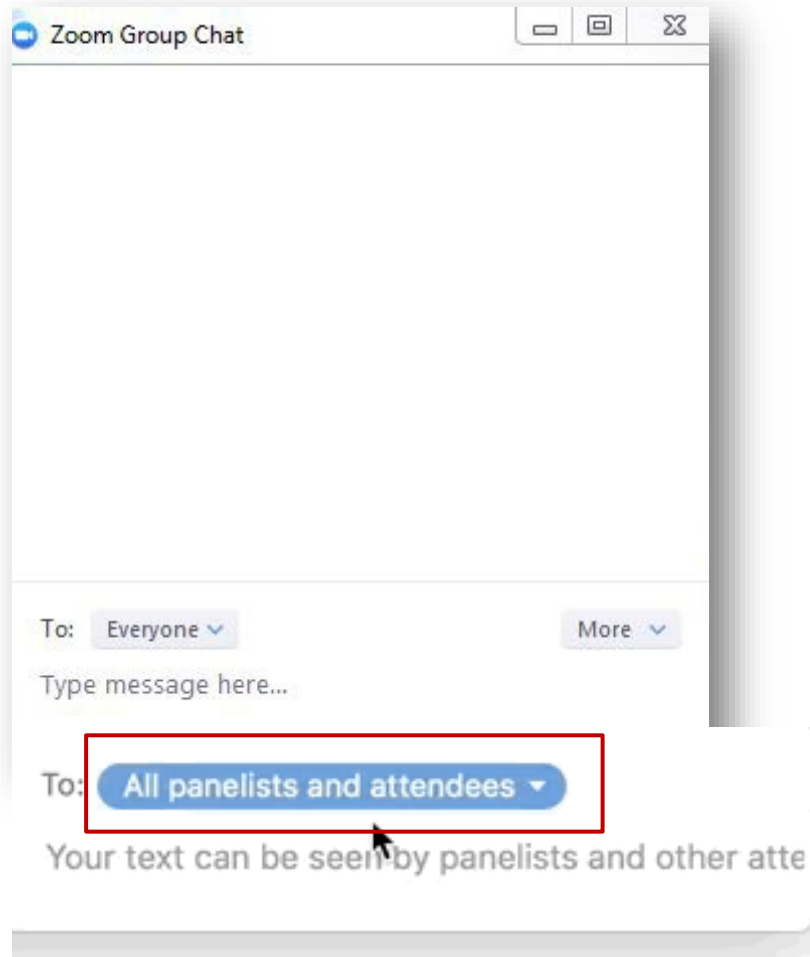 Zoom Group Chat
To: Everyone
More
Type message here...
To: All panelists and attendees
Your text can be seen by panelists and other atte